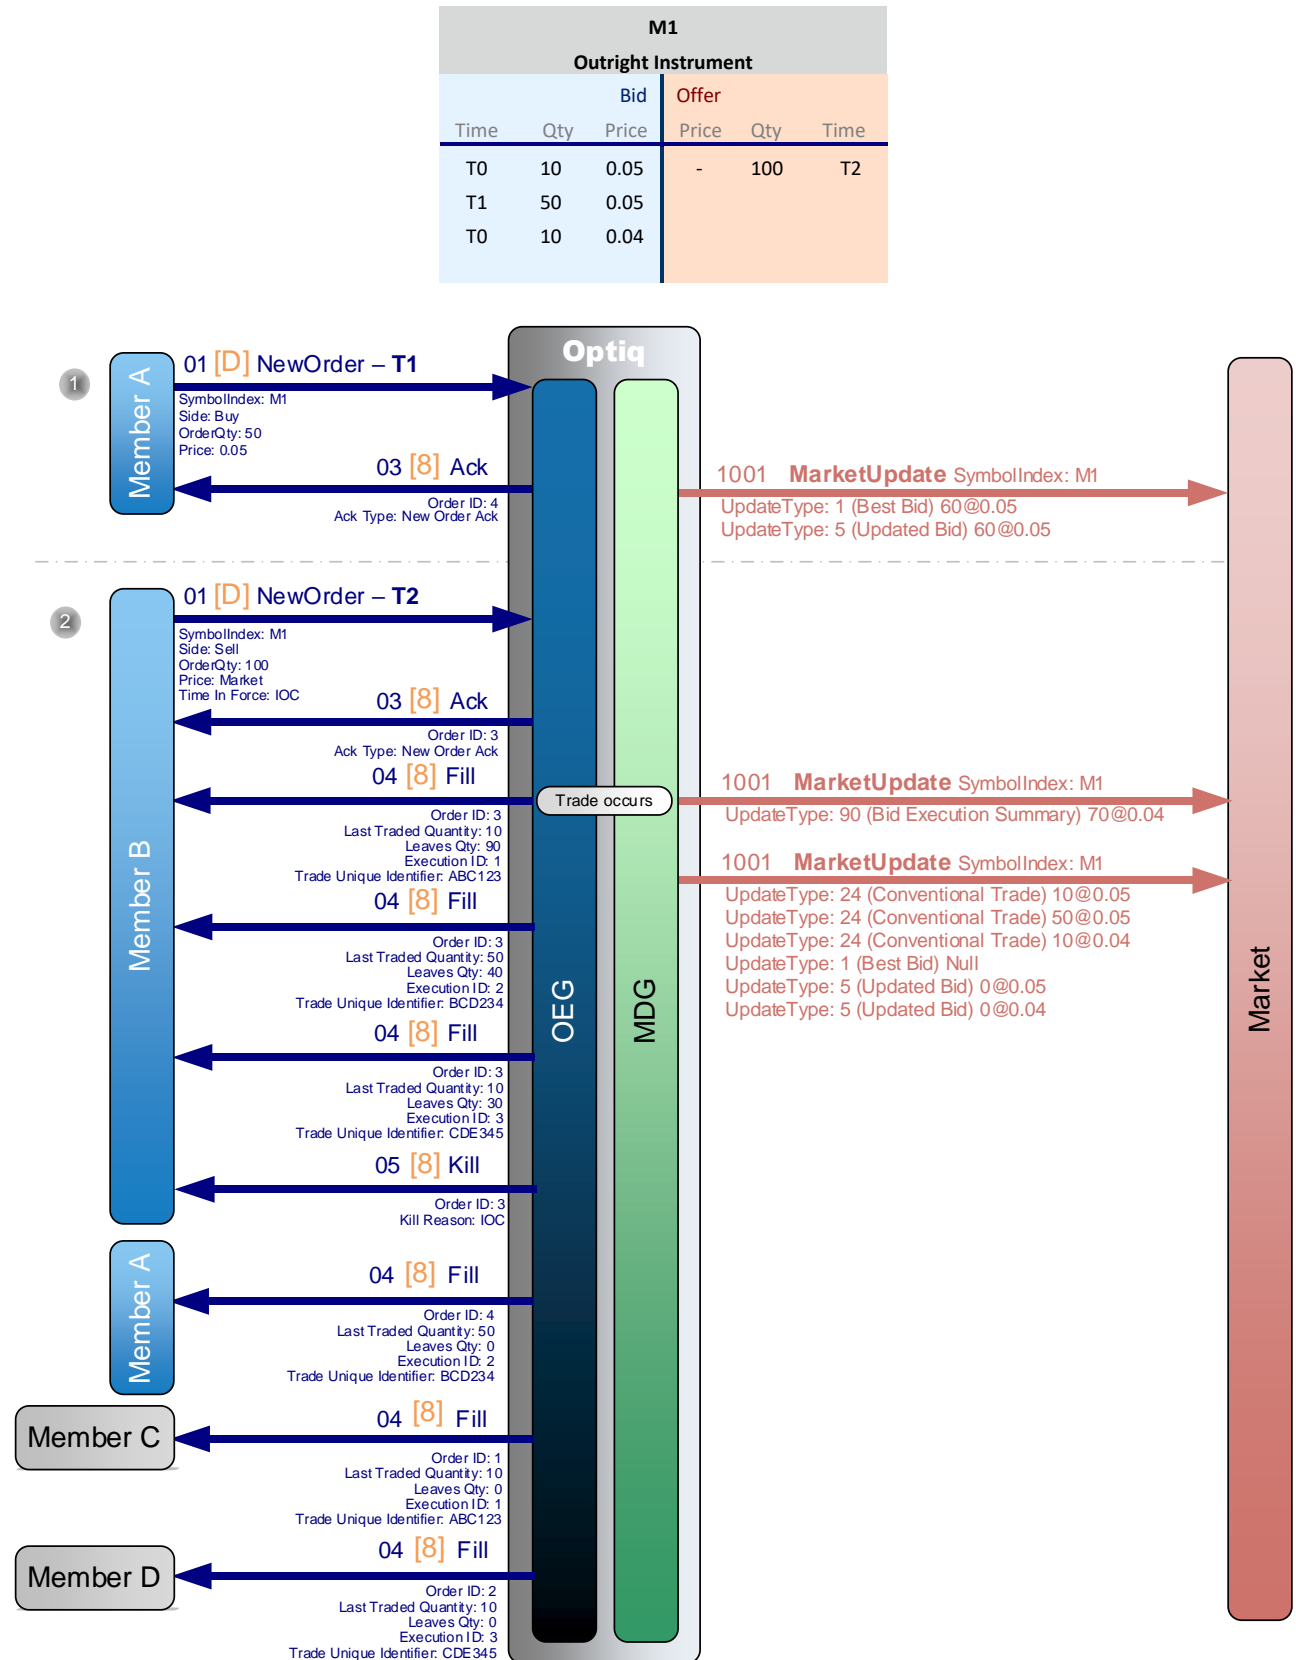 M1
Outright Instrument
Bid Offer
Time Qty Price Price Qty Time
T0 10 0.05 - 100 T2
T1 50 0.05
T0 10 0.04
Optiq
OEG
MDG
Market
1
Member A
01 [D] NewOrder – T1
SymbolIndex: M1
Side: Buy
OrderQty: 50
Price: 0.05
03 [8] Ack
Order ID: 4
Ack Type: New Order Ack
1001 MarketUpdate SymbolIndex: M1
UpdateType: 1 (Best Bid) 60@0.05
UpdateType: 5 (Updated Bid) 60@0.05
2
Member B
01 [D] NewOrder – T2
SymbolIndex: M1
Side: Sell
OrderQty: 100
Price: Market
Time In Force: IOC
03 [8] Ack
Order ID: 3
Ack Type: New Order Ack
04 [8] Fill
Trade occurs
Order ID: 3
Last Traded Quantity: 10
Leaves Qty: 90
Execution ID: 1
Trade Unique Identifier: ABC123
1001 MarketUpdate SymbolIndex: M1
UpdateType: 90 (Bid Execution Summary) 70@0.04
1001 MarketUpdate SymbolIndex: M1
UpdateType: 24 (Conventional Trade) 10@0.05
UpdateType: 24 (Conventional Trade) 50@0.05
UpdateType: 24 (Conventional Trade) 10@0.04
UpdateType: 1 (Best Bid) Null
UpdateType: 5 (Updated Bid) 0@0.05
UpdateType: 5 (Updated Bid) 0@0.04
04 [8] Fill
Order ID: 3
Last Traded Quantity: 50
Leaves Qty: 40
Execution ID: 2
Trade Unique Identifier: BCD234
04 [8] Fill
Order ID: 3
Last Traded Quantity: 10
Leaves Qty: 30
Execution ID: 3
Trade Unique Identifier: CDE345
05 [8] Kill
Order ID: 3
Kill Reason: IOC
Member A
04 [8] Fill
Order ID: 4
Last Traded Quantity: 50
Leaves Qty: 0
Execution ID: 2
Trade Unique Identifier: BCD234
Member C
04 [8] Fill
Order ID: 1
Last Traded Quantity: 10
Leaves Qty: 0
Execution ID: 1
Trade Unique Identifier: ABC123
Member D
04 [8] Fill
Order ID: 2
Last Traded Quantity: 10
Leaves Qty: 0
Execution ID: 3
Trade Unique Identifier: CDE345